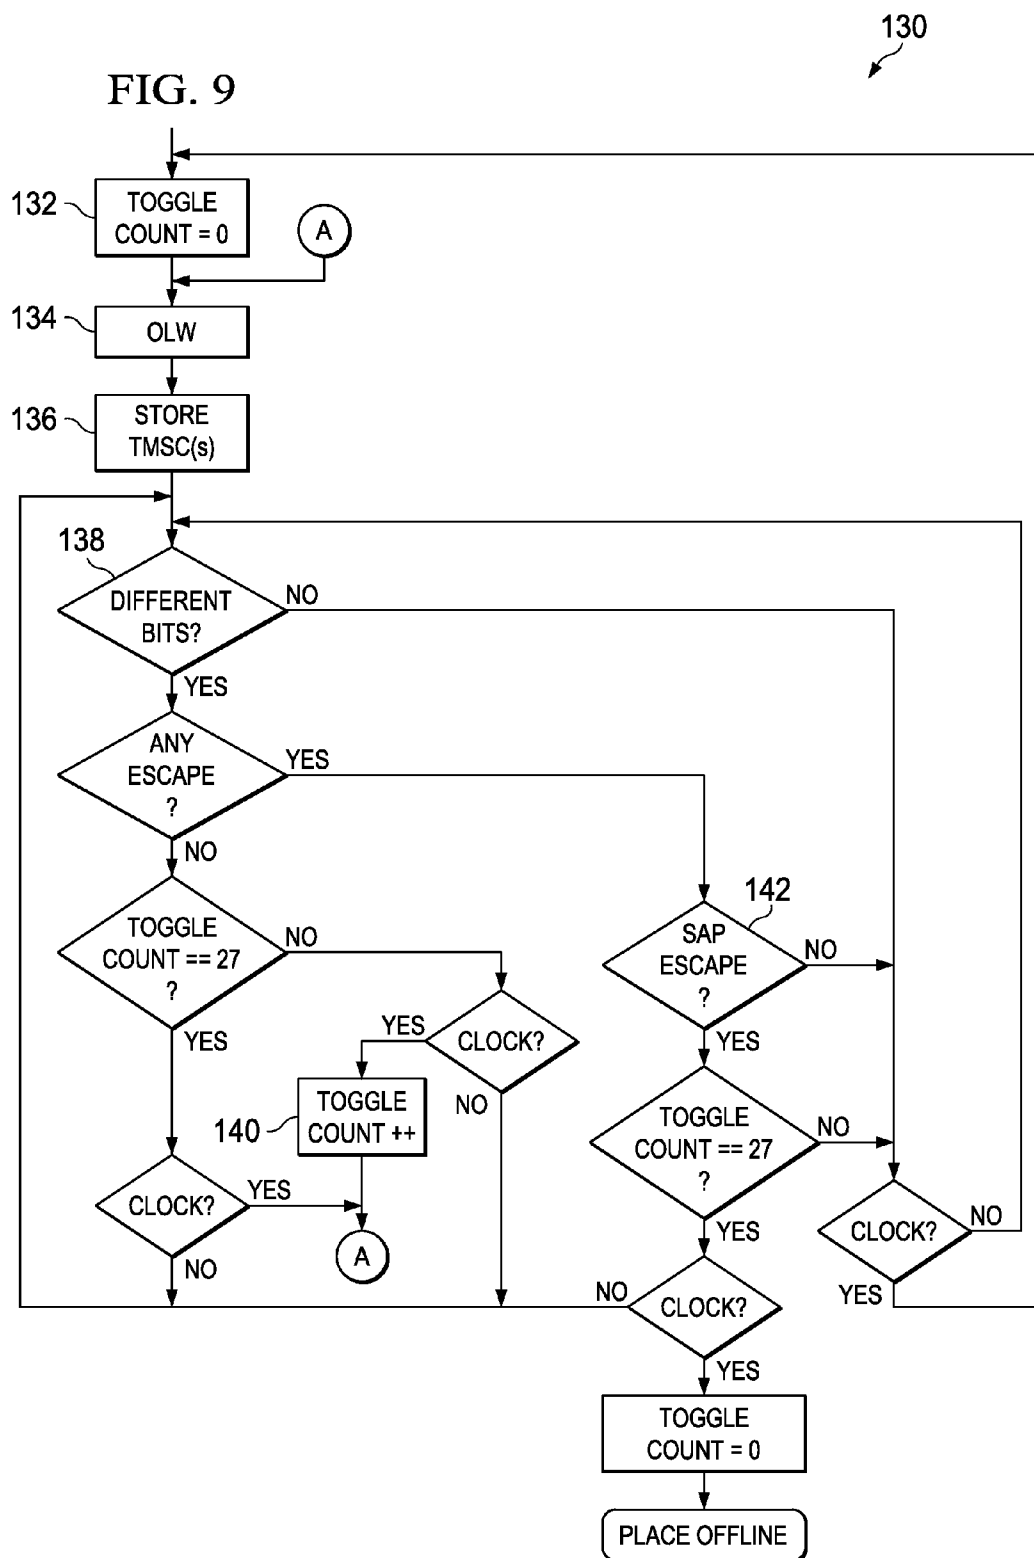 130
FIG. 9
132
TOGGLE
COUNT = 0
A
134
OLW
136
STORE
TMSC(s)
138
DIFFERENT
BITS?
NO
YES
ANY
ESCAPE
?
YES
NO
142
TOGGLE
COUNT == 27
?
NO
YES
SAP
ESCAPE
?
NO
YES
CLOCK?
YES
NO
140
TOGGLE
COUNT ++
TOGGLE
COUNT == 27
?
NO
YES
CLOCK?
YES
NO
A
CLOCK?
NO
YES
CLOCK?
NO
YES
TOGGLE
COUNT = 0
PLACE OFFLINE